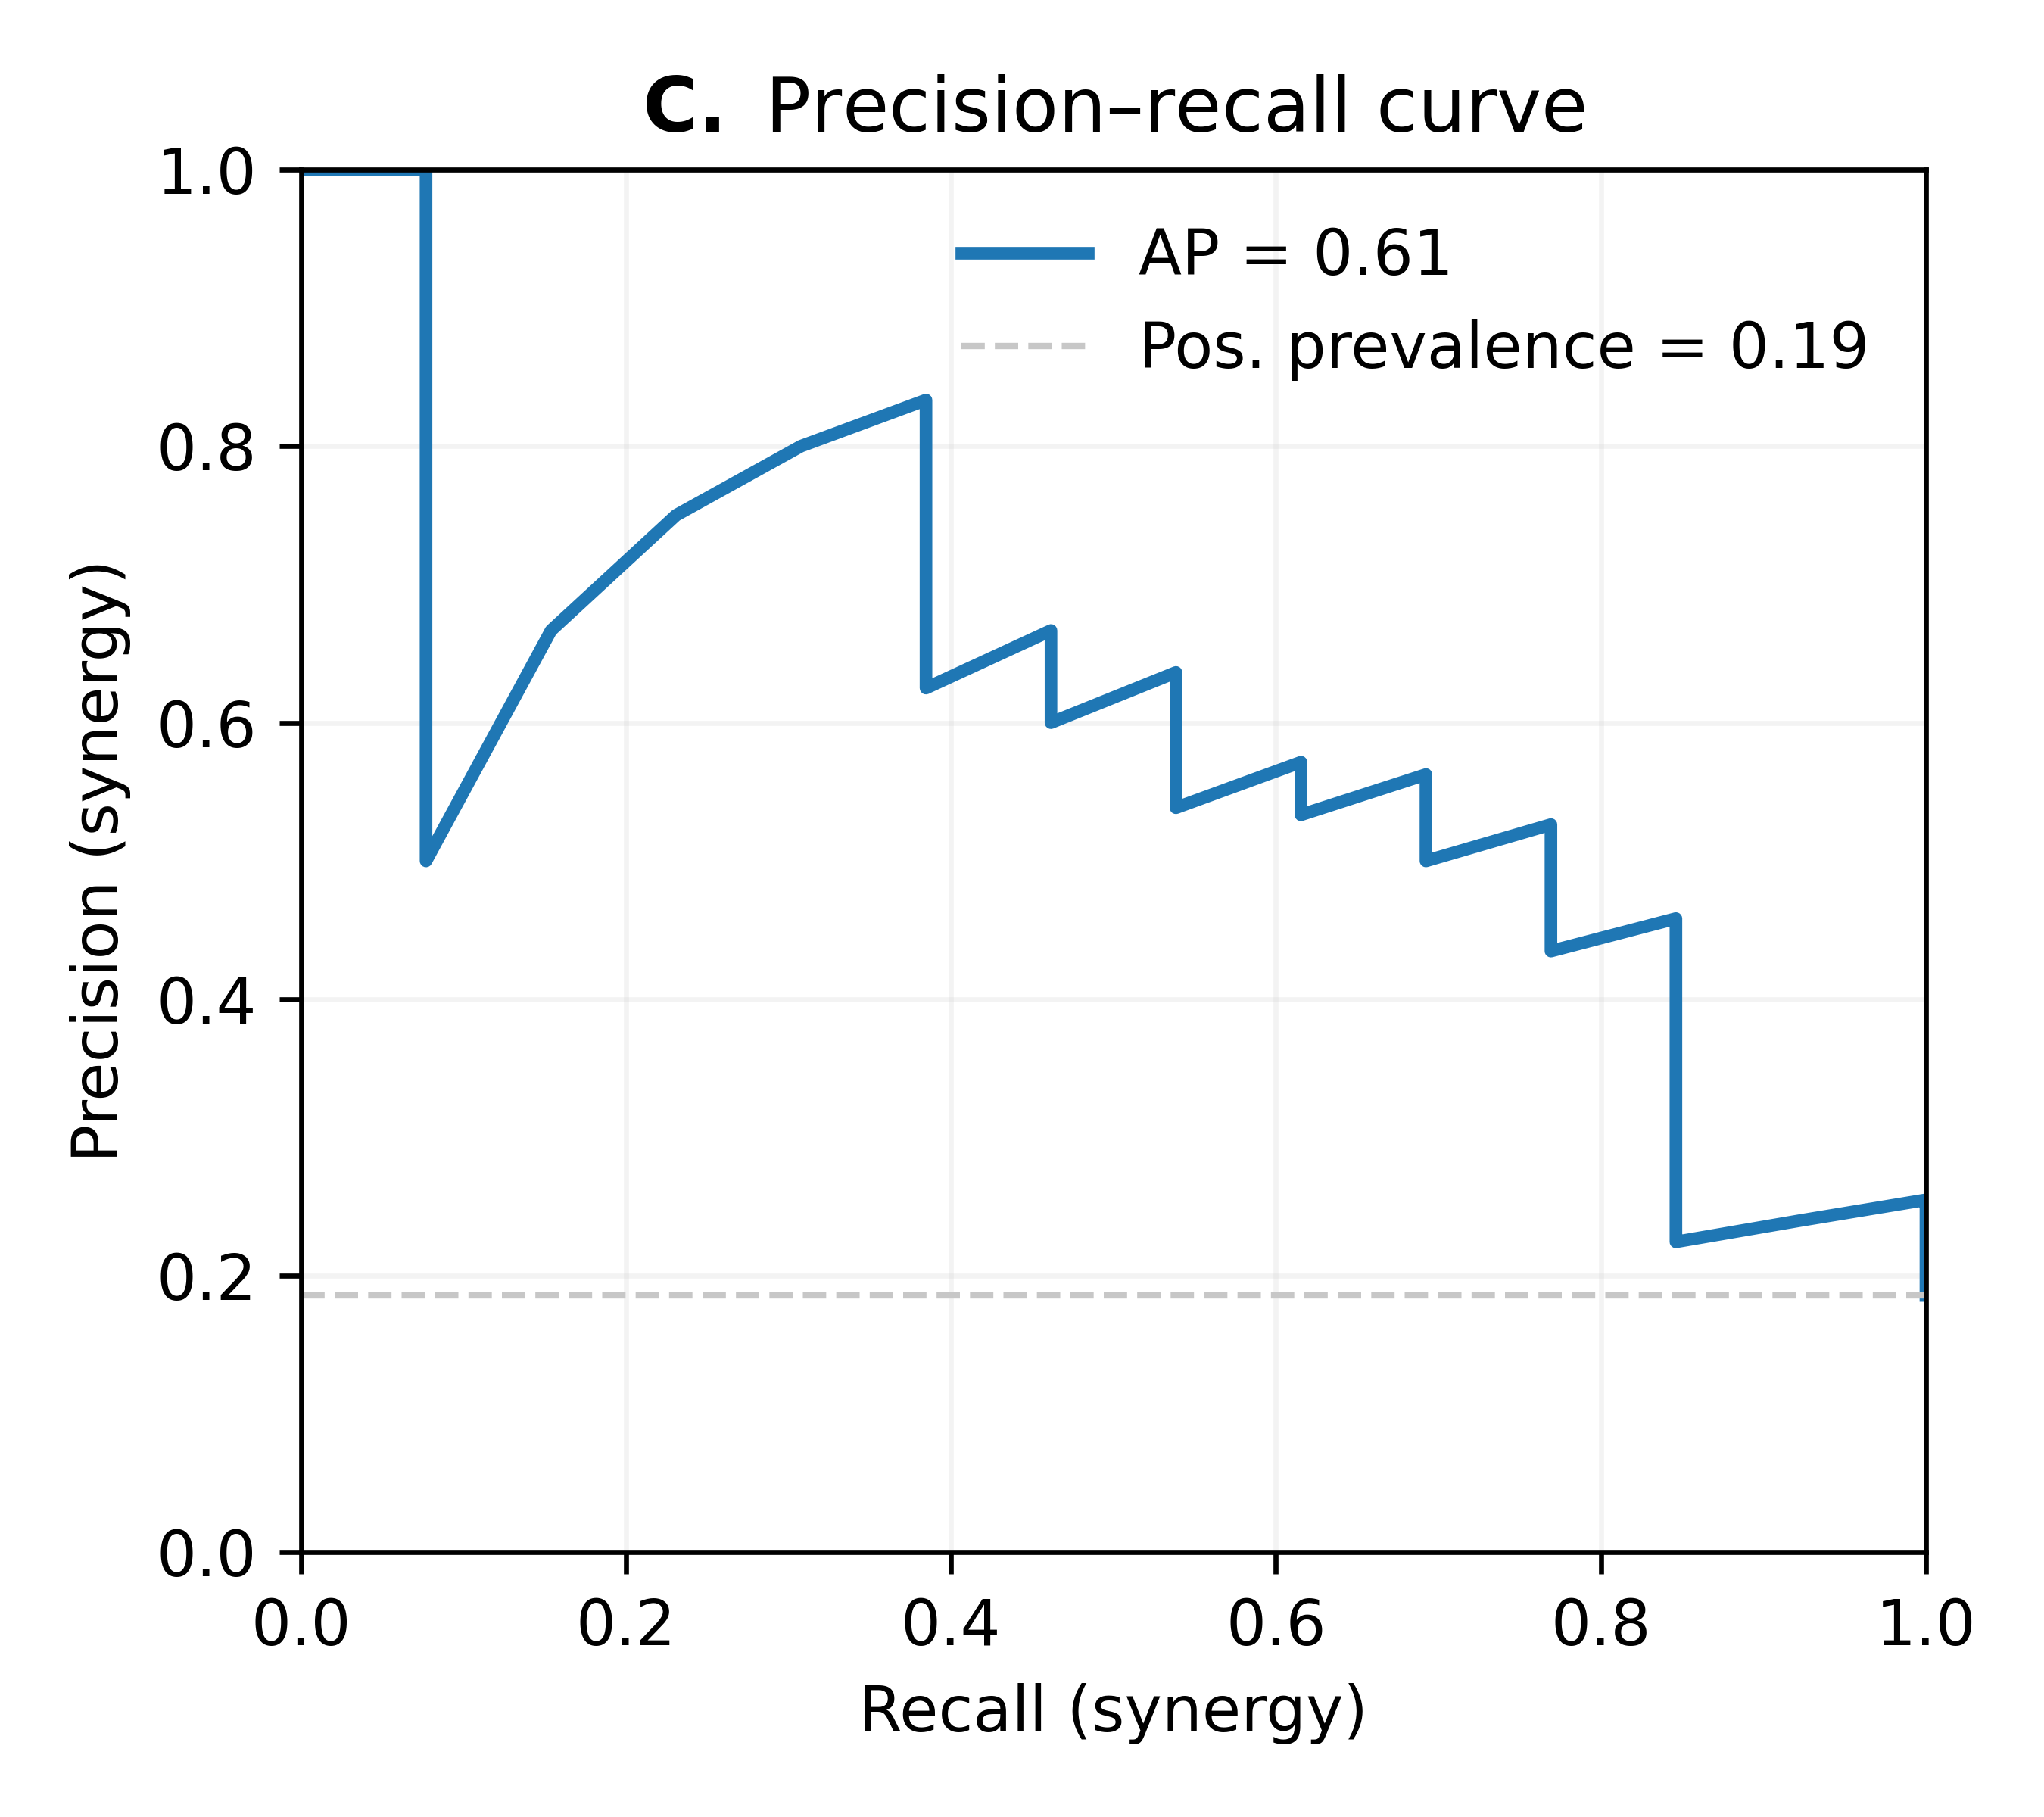 C. Precision–recall curve
1.0
0.8
0.6
0.4
0.2
0.0
Precision (synergy)
AP = 0.61
Pos. prevalence = 0.19
0.0 0.2 0.4 0.6 0.8 1.0
Recall (synergy)